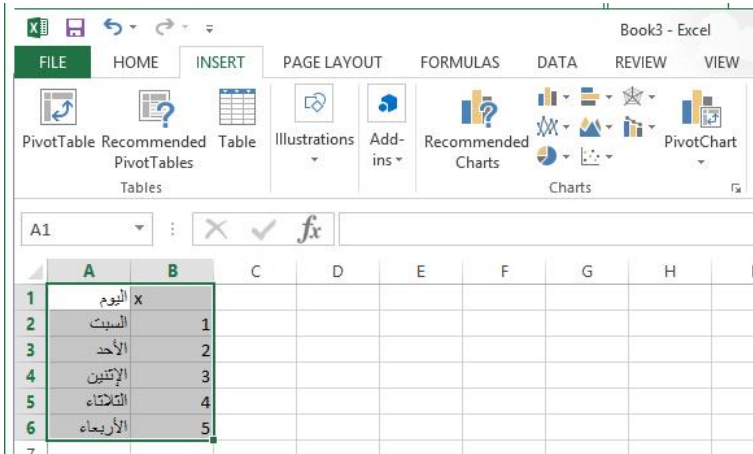 Book3 - Excel
FILE HOME INSERT PAGE LAYOUT FORMULAS DATA REVIEW VIEW
PivotTable Recommended PivotTables Table Illustrations Add-ins Recommended Charts PivotChart
Tables Charts
A1 fx
A B C D E F G H
1 اليوم x
2 السبت 1
3 الأحد 2
4 الإثنين 3
5 الثلاثاء 4
6 الأربعاء 5
7